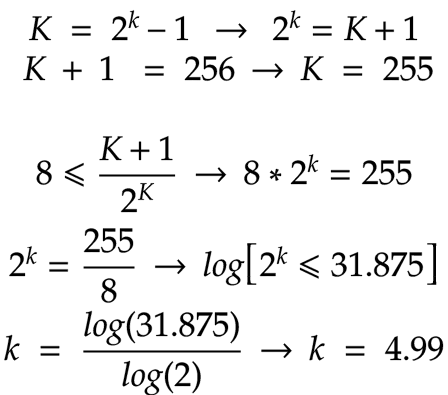 K = 2^k − 1 → 2^k = K + 1
K + 1 = 256 → K = 255
8 ⩽ (K + 1)/(2^K) → 8 * 2^k = 255
2^k = 255/8 → log[2^k ⩽ 31.875]
k = log(31.875)/log(2) → k = 4.99